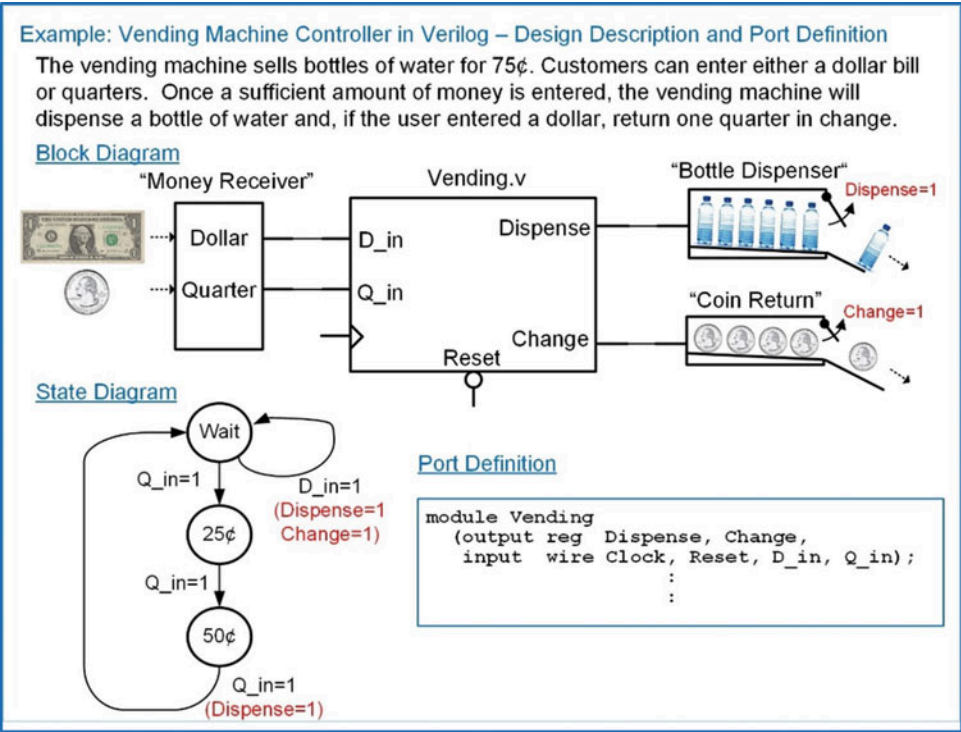 Example: Vending Machine Controller in Verilog – Design Description and Port Definition
The vending machine sells bottles of water for 75¢. Customers can enter either a dollar bill
or quarters. Once a sufficient amount of money is entered, the vending machine will
dispense a bottle of water and, if the user entered a dollar, return one quarter in change.
Block Diagram
“Money Receiver”
Vending.v
“Bottle Dispenser“
Dispense=1
Dollar
D_in
Dispense
Quarter
Q_in
“Coin Return”
Change=1
Change
Reset
State Diagram
Wait
Q_in=1
D_in=1
(Dispense=1
Change=1)
25¢
Q_in=1
50¢
Q_in=1
(Dispense=1)
Port Definition
module Vending
(output reg Dispense, Change,
input wire Clock, Reset, D_in, Q_in);
:
: